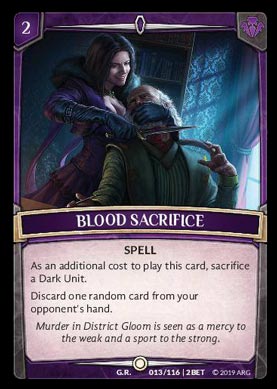 2
BLOOD SACRIFICE
SPELL
As an additional cost to play this card, sacrifice
a Dark Unit.
Discard one random card from your
opponent's hand.
Murder in District Gloom is seen as a mercy to
the weak and a sport to the strong.
G.R. 013/116 | 2BET © 2019 ARG